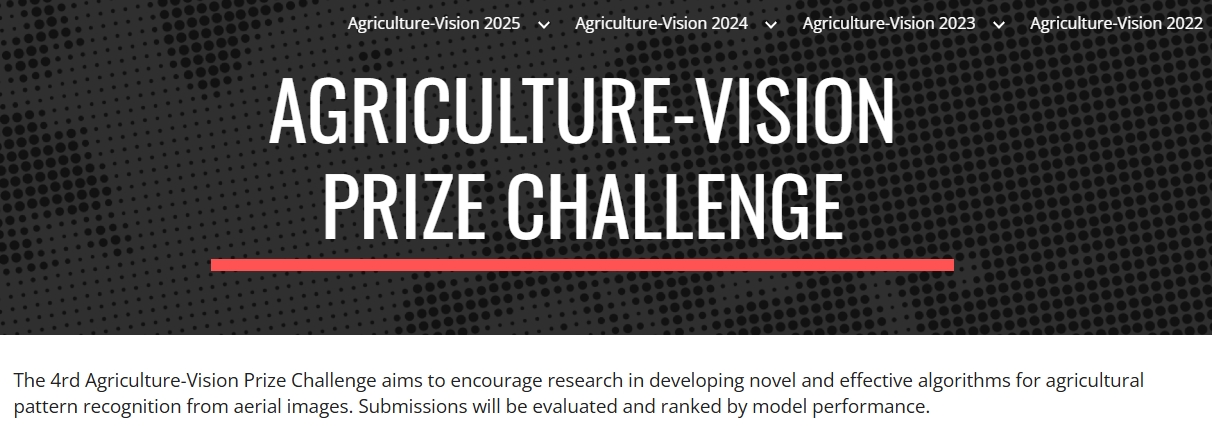 Agriculture-Vision 2025 Agriculture-Vision 2024 Agriculture-Vision 2023 Agriculture-Vision 2022
AGRICULTURE-VISION
PRIZE CHALLENGE
The 4rd Agriculture-Vision Prize Challenge aims to encourage research in developing novel and effective algorithms for agricultural
pattern recognition from aerial images. Submissions will be evaluated and ranked by model performance.